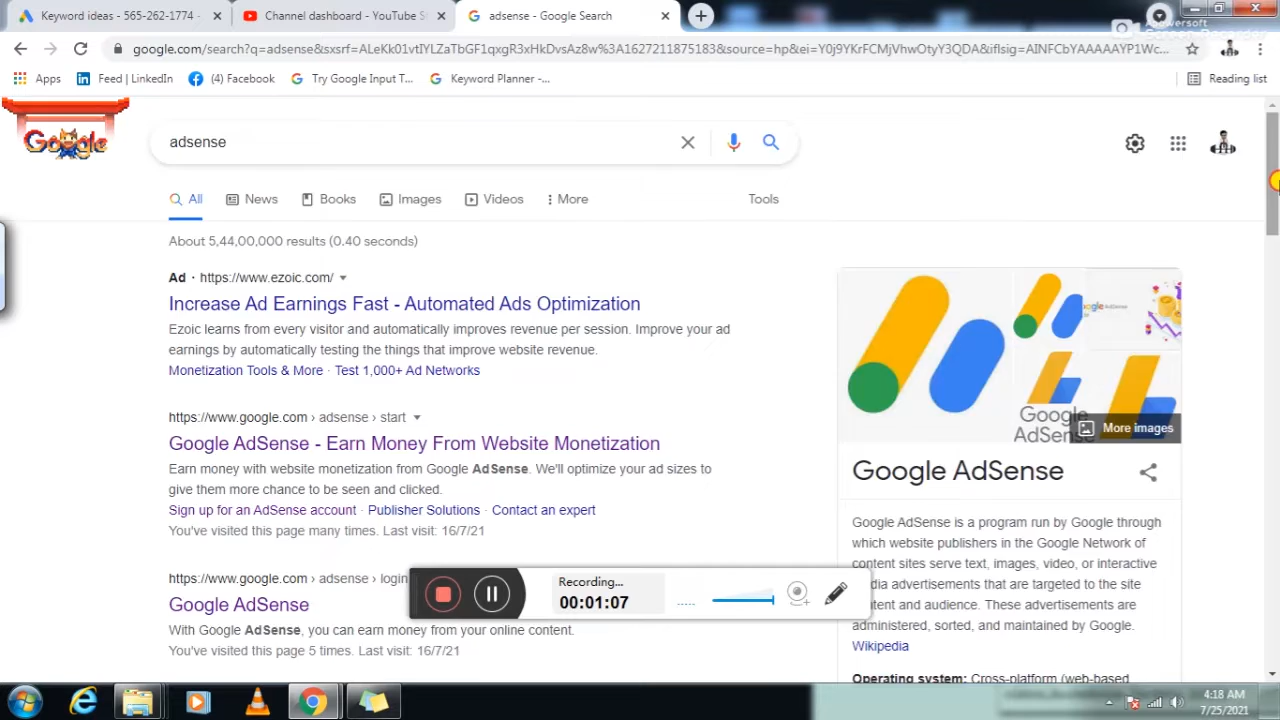 Keyword ideas - 565-262-1774 -
Channel dashboard - YouTube S
adsense - Google Search
google.com/search?q=adsense&sxsrf=ALeKk01vtIYLZaTbGF1qxgR3xHkDvsAz8w%3A1627211875183&source=hp&ei=Y0j9YKrFCMjVhwOtyY3QDA&iflsig=AINFCbYAAAAAYP1Wc...
Apps
Feed | LinkedIn
(4) Facebook
Try Google Input T...
Keyword Planner -...
Reading list
Google
adsense
All
News
Books
Images
Videos
More
Tools
About 5,44,00,000 results (0.40 seconds)
Ad · https://www.ezoic.com/
Increase Ad Earnings Fast - Automated Ads Optimization
Ezoic learns from every visitor and automatically improves revenue per session. Improve your ad
earnings by automatically testing the things that improve website revenue.
Monetization Tools & More · Test 1,000+ Ad Networks
https://www.google.com › adsense › start
Google AdSense - Earn Money From Website Monetization
Earn money with website monetization from Google AdSense. We'll optimize your ad sizes to
give them more chance to be seen and clicked.
Sign up for an AdSense account · Publisher Solutions · Contact an expert
You've visited this page many times. Last visit: 16/7/21
https://www.google.com › adsense › login
Google AdSense
With Google AdSense, you can earn money from your online content.
You've visited this page 5 times. Last visit: 16/7/21
Google
AdSense
More images
Google AdSense
Google AdSense is a program run by Google through
which website publishers in the Google Network of
content sites serve text, images, video, or interactive
media advertisements that are targeted to the site
content and audience. These advertisements are
administered, sorted, and maintained by Google.
Wikipedia
Operating system: Cross-platform (web-based
Recording...
00:01:07
4:18 AM
7/25/2021